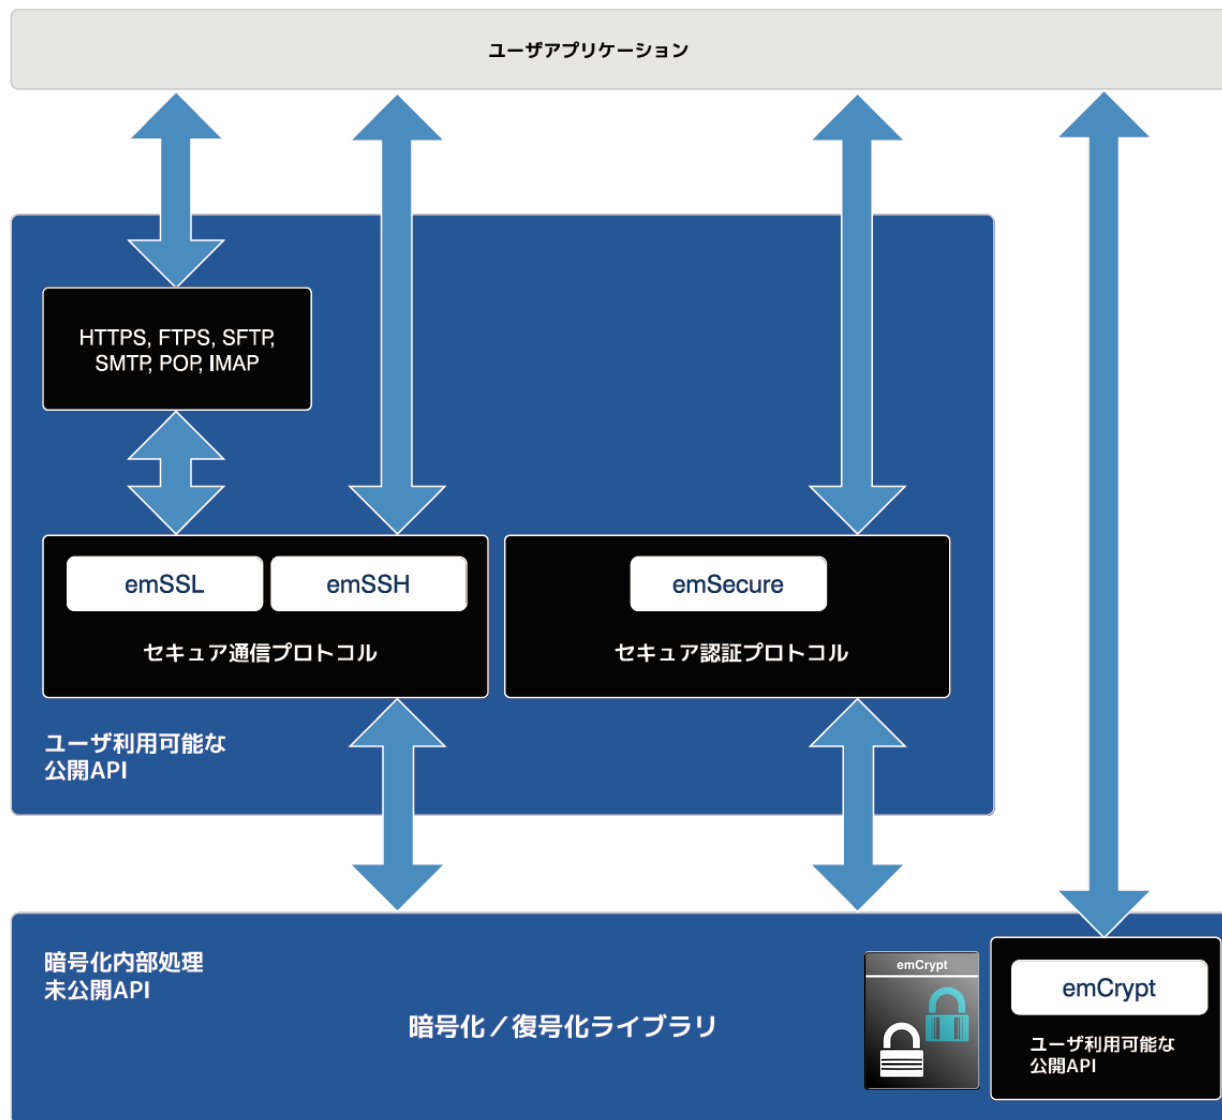 ユーザアプリケーション
HTTPS, FTPS, SFTP,
SMTP, POP, IMAP
emSSL
emSSH
セキュア通信プロトコル
emSecure
セキュア認証プロトコル
ユーザ利用可能な
公開API
暗号化内部処理
未公開API
暗号化／復号化ライブラリ
emCrypt
emCrypt
ユーザ利用可能な
公開API